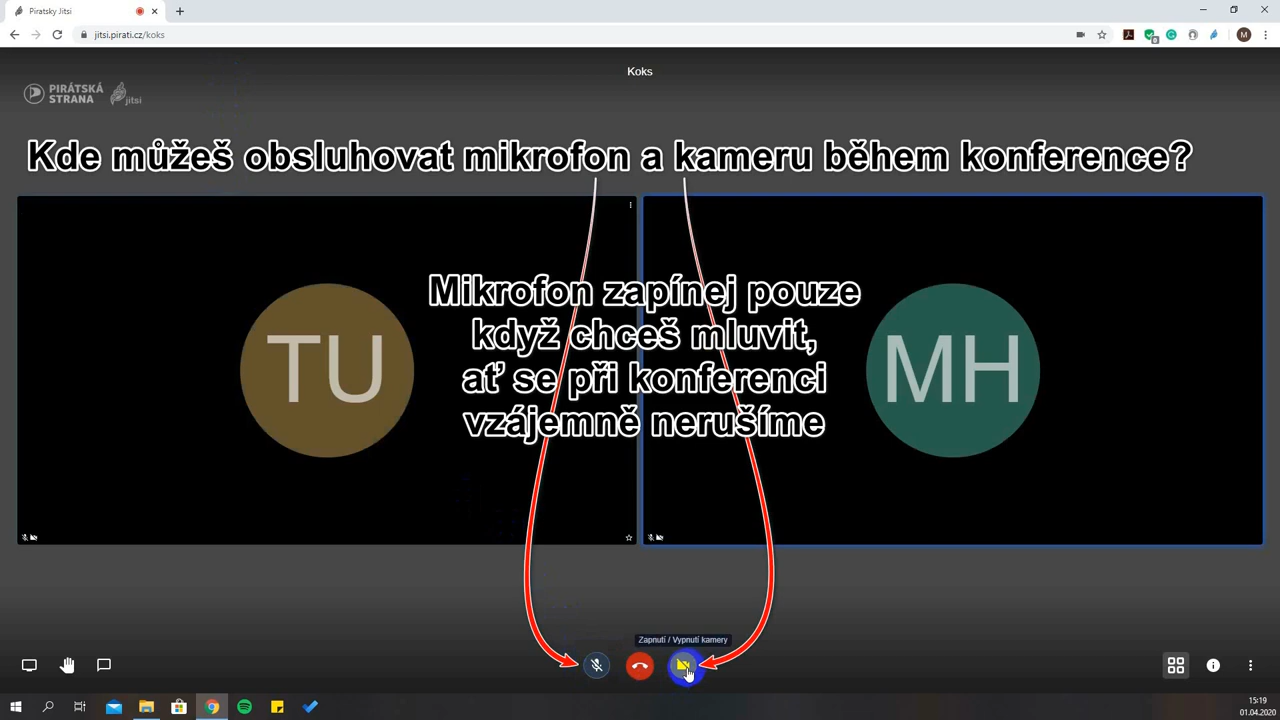 Piratsky Jitsi
jitsi.pirati.cz/koks
M
Koks
PIRÁTSKÁ
STRANA
jitsi
Kde můžeš obsluhovat mikrofon a kameru během konference?
TU
MH
Mikrofon zapínej pouze
když chceš mluvit,
ať se při konferenci
vzájemně nerušíme
Zapnutí / Vypnutí kamery
15:19
01.04.2020